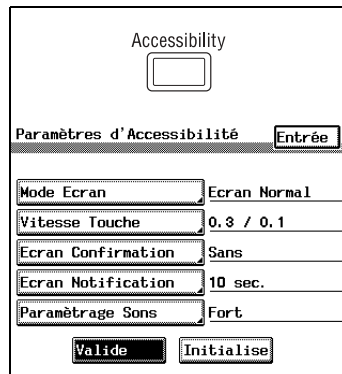 Accessibility
Paramètres d'Accessibilité Entrée
Mode Ecran Ecran Normal
Vitesse Touche 0.3 / 0.1
Ecran Confirmation Sans
Ecran Notification 10 sec.
Paramètrage Sons Fort
Valide Initialise